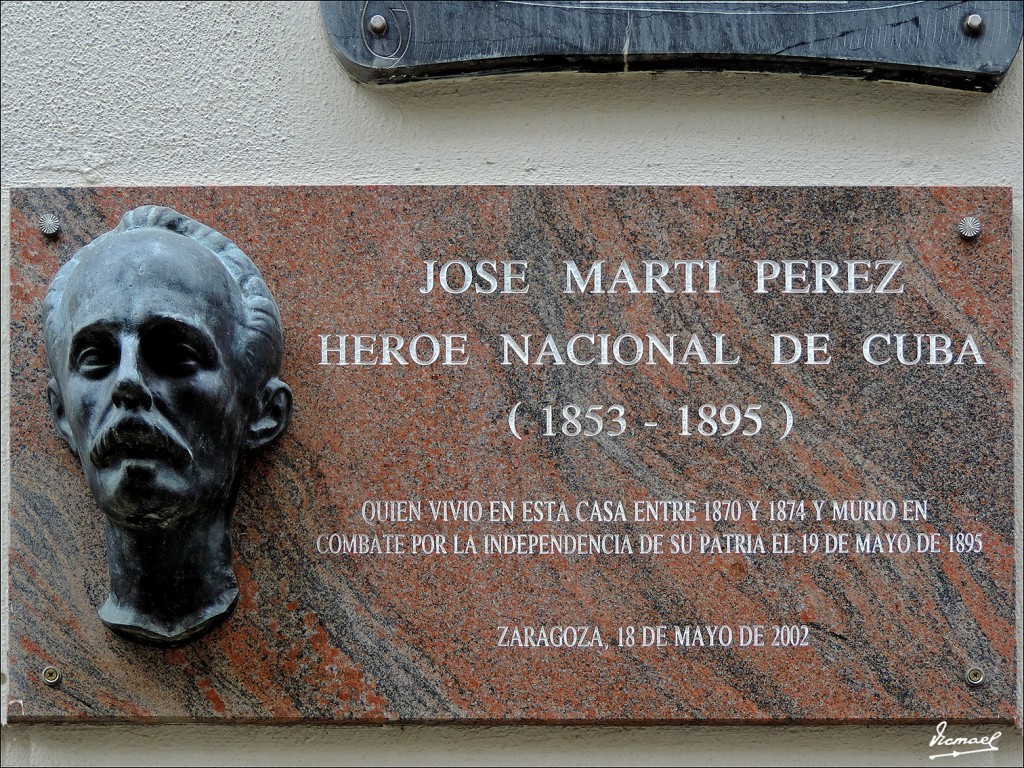 JOSE MARTI PEREZ
HEROE NACIONAL DE CUBA
( 1853 - 1895 )
QUIEN VIVIO EN ESTA CASA ENTRE 1870 Y 1874 Y MURIO EN
COMBATE POR LA INDEPENDENCIA DE SU PATRIA EL 19 DE MAYO DE 1895
ZARAGOZA, 18 DE MAYO DE 2002
Vicmael